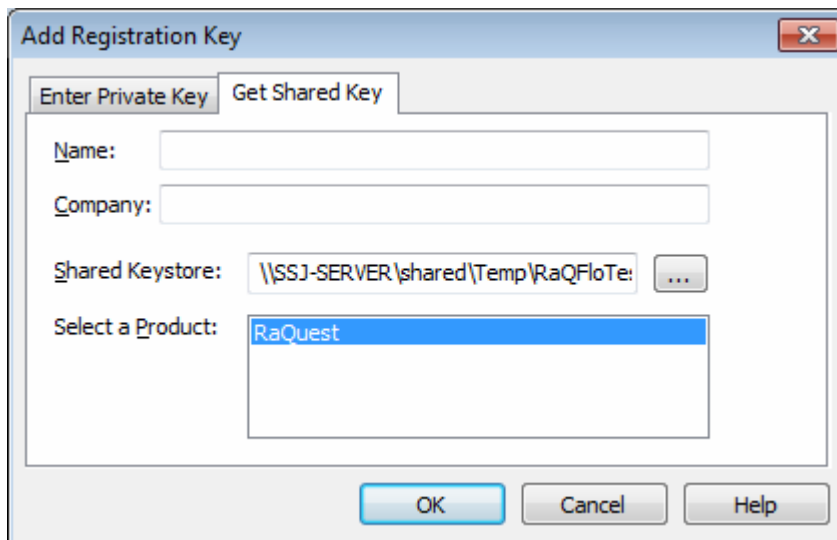 Add Registration Key
Enter Private Key Get Shared Key
Name:
Company:
Shared Keystore: \\SSJ-SERVER\shared\Temp\RaQFloTes ...
Select a Product: RaQuest
OK Cancel Help